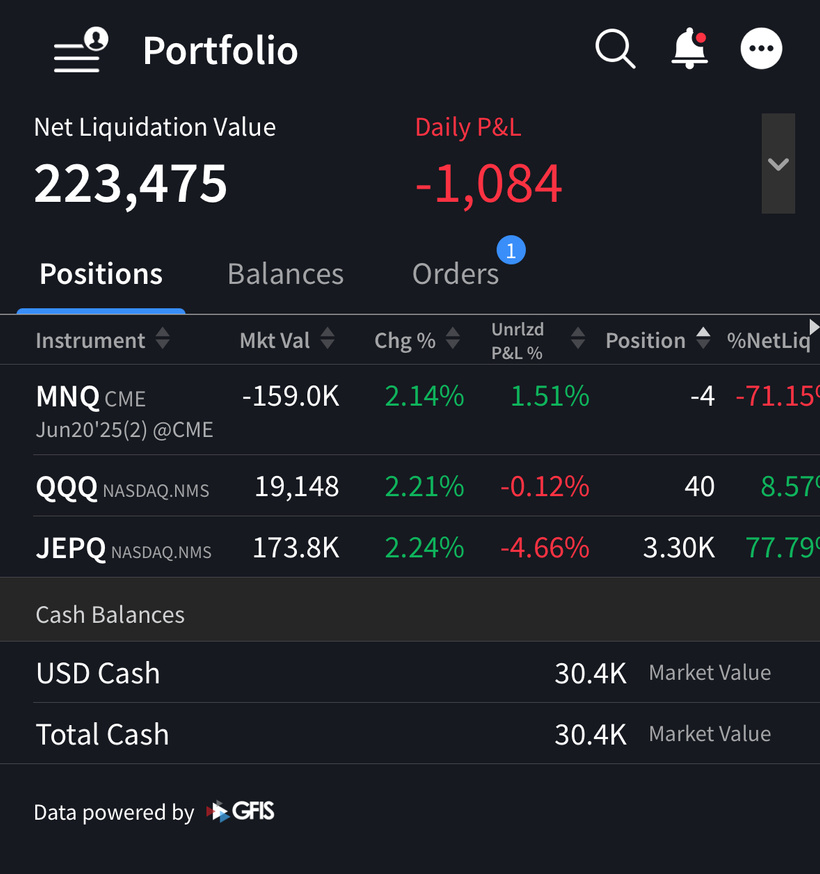 Portfolio
Net Liquidation Value Daily P&L
223,475 -1,084
Positions Balances Orders 1
Instrument Mkt Val Chg % Unrlzd P&L % Position %NetLiq
MNQ CME -159.0K 2.14% 1.51% -4 -71.15%
Jun20'25(2) @CME
QQQ NASDAQ.NMS 19,148 2.21% -0.12% 40 8.57%
JEPQ NASDAQ.NMS 173.8K 2.24% -4.66% 3.30K 77.79%
Cash Balances
USD Cash 30.4K Market Value
Total Cash 30.4K Market Value
Data powered by GFIS